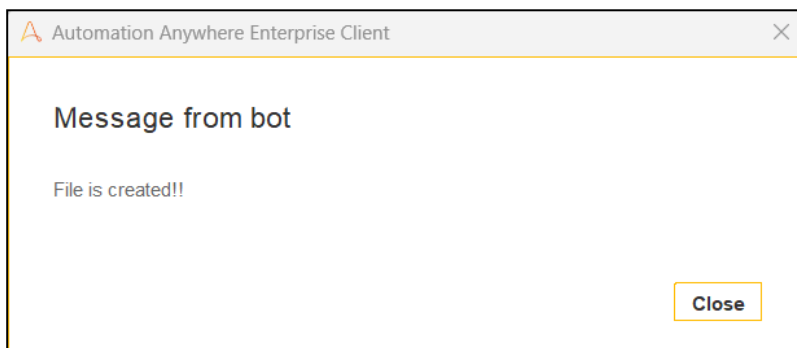 Automation Anywhere Enterprise Client
Message from bot
File is created!!
Close